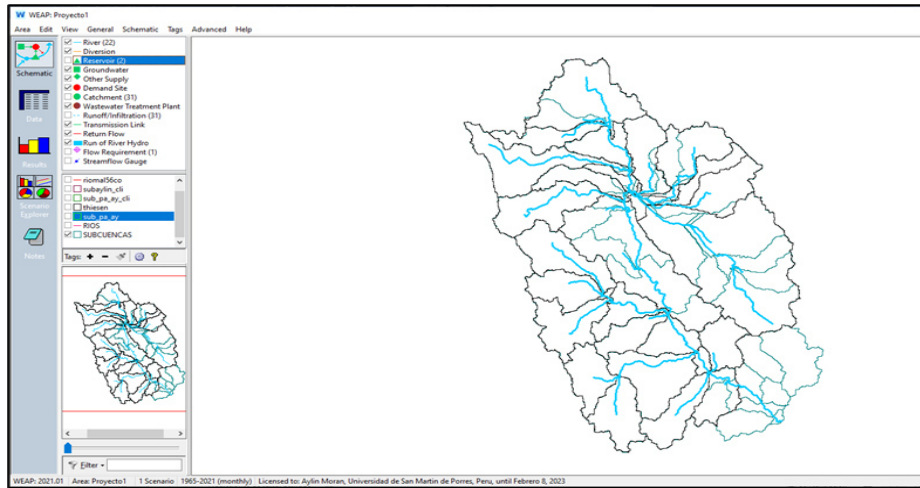 WEAP: Proyecto1
Area Edit View General Schematic Tags Advanced Help
Schematic
Data
Results
Scenario Explorer
Notes
River (22)
Diversion
Reservoir (2)
Groundwater
Other Supply
Demand Site
Catchment (31)
Wastewater Treatment Plant
Runoff/Infiltration (31)
Transmission Link
Return Flow
Run of River Hydro
Flow Requirement (1)
Streamflow Gauge
riomal56co
subaylin_cli
sub_pa_ay_cli
thiesen
sub_pa_ay
RIOS
SUBCUENCAS
Tags:
Filter
WEAP: 2021.01 Area: Proyecto1 1 Scenario 1965-2021 (monthly) Licensed to: Aylin Moran, Universidad de San Martin de Porres, Peru, until February 8, 2023